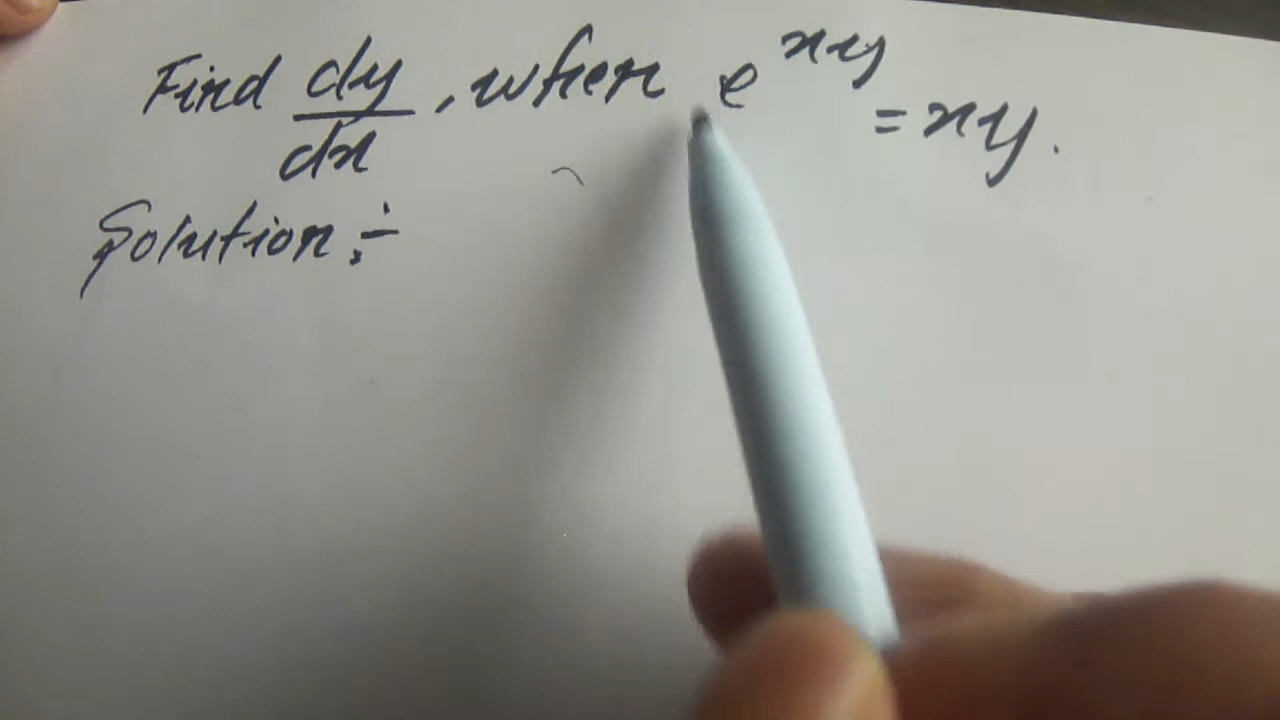 Find dy/dx, when e^xy = xy.
Solution :-